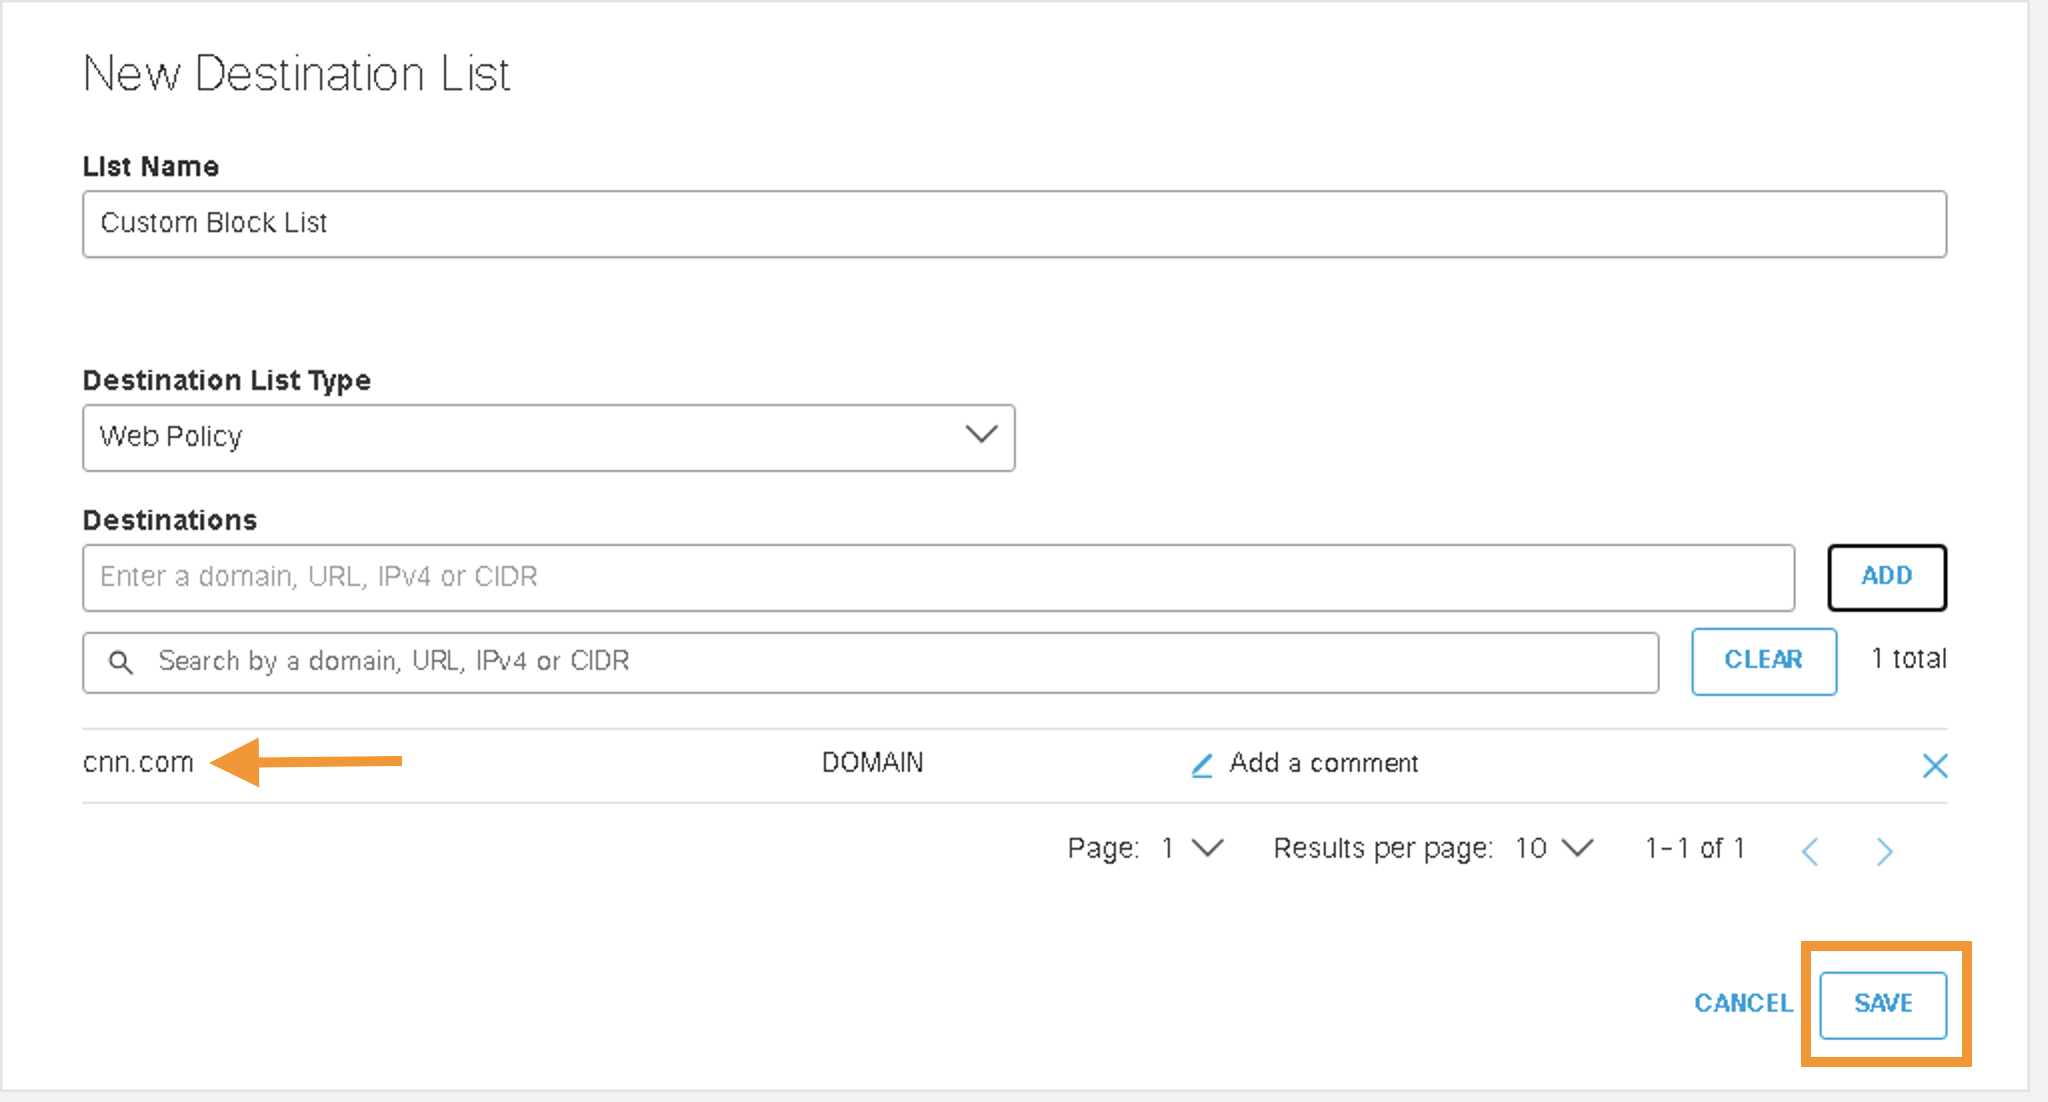 New Destination List
List Name
Custom Block List
Destination List Type
Web Policy
Destinations
Enter a domain, URL, IPv4 or CIDR
ADD
Search by a domain, URL, IPv4 or CIDR
CLEAR
1 total
cnn.com DOMAIN Add a comment
Page: 1 Results per page: 10 1-1 of 1
CANCEL SAVE